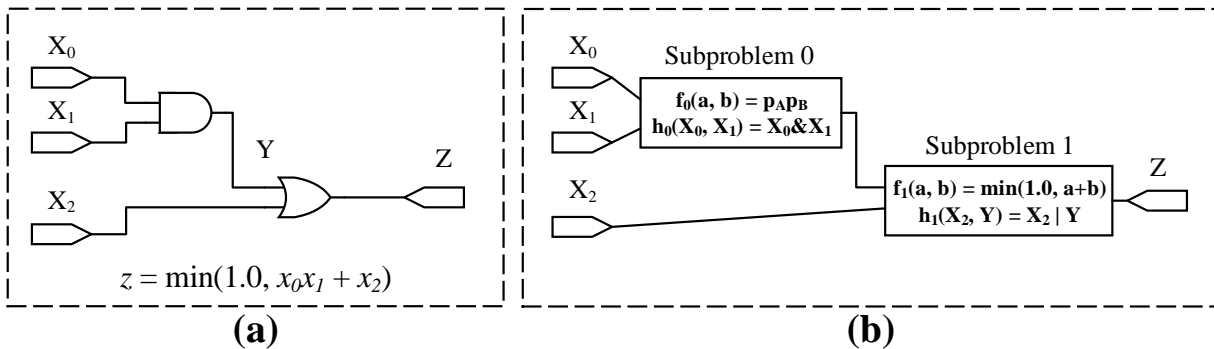 X₀
X₁
Y
Z
X₂
z = min(1.0, x₀x₁ + x₂)
(a)
X₀
Subproblem 0
f₀(a, b) = pₐp_B
h₀(X₀, X₁) = X₀&X₁
X₁
Subproblem 1
Z
X₂
f₁(a, b) = min(1.0, a+b)
h₁(X₂, Y) = X₂ | Y
(b)